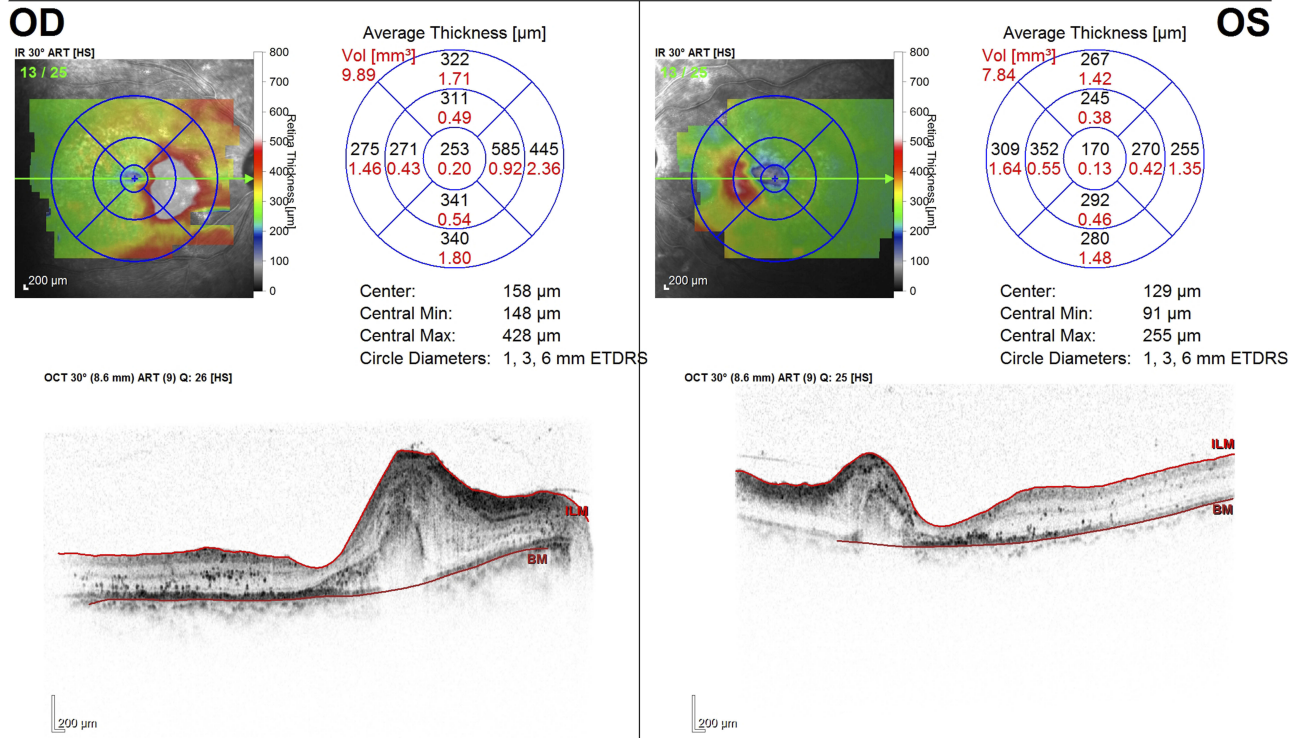 OD
IR 30° ART [HS]
13 / 25
200 µm
800
700
600
500
400
300
200
100
0
Retina Thickness [µm]
Average Thickness [µm]
Vol [mm³]
9.89
322
1.71
311
0.49
275 271 253 585 445
1.46 0.43 0.20 0.92 2.36
341
0.54
340
1.80
Center: 158 µm
Central Min: 148 µm
Central Max: 428 µm
Circle Diameters: 1, 3, 6 mm ETDRS
OCT 30° (8.6 mm) ART (9) Q: 26 [HS]
ILM
BM
200 µm
OS
IR 30° ART [HS]
13 / 25
200 µm
800
700
600
500
400
300
200
100
0
Retina Thickness [µm]
Average Thickness [µm]
Vol [mm³]
7.84
267
1.42
245
0.38
309 352 170 270 255
1.64 0.55 0.13 0.42 1.35
292
0.46
280
1.48
Center: 129 µm
Central Min: 91 µm
Central Max: 255 µm
Circle Diameters: 1, 3, 6 mm ETDRS
OCT 30° (8.6 mm) ART (9) Q: 25 [HS]
ILM
BM
200 µm